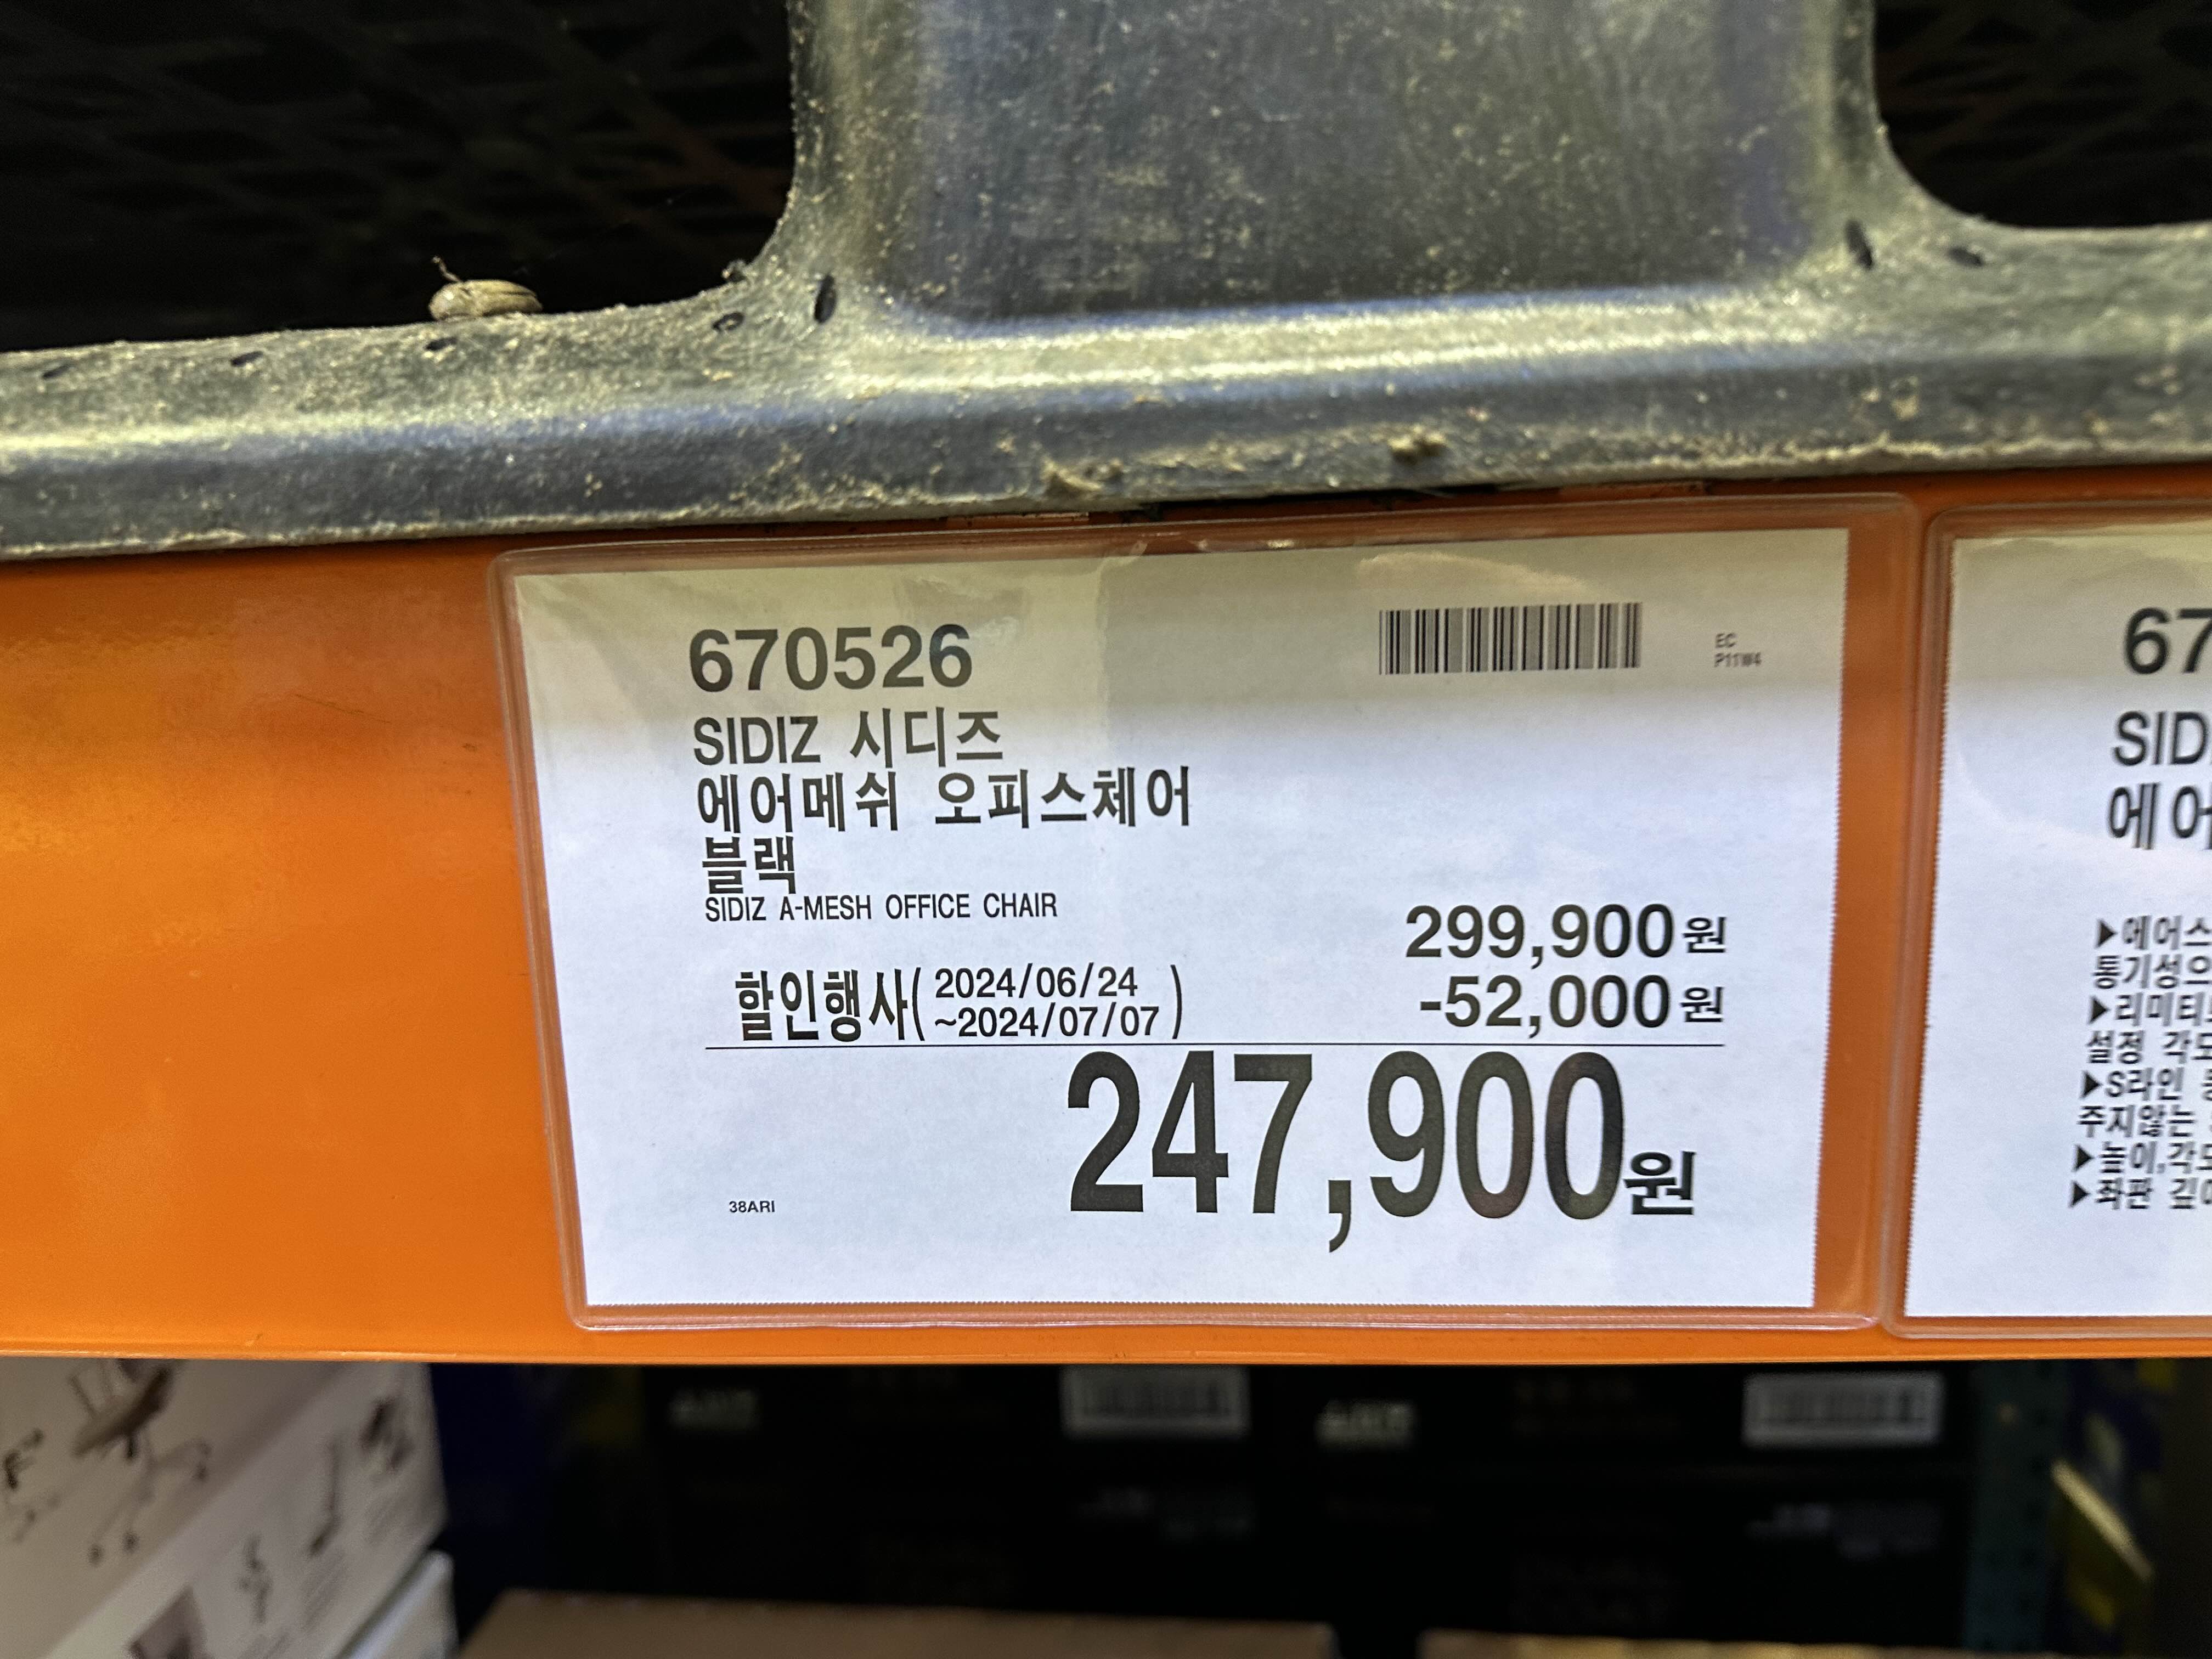 670526
EC
P11W4
SIDIZ 시디즈
에어메쉬 오피스체어
블랙
SIDIZ A-MESH OFFICE CHAIR
299,900원
할인행사( 2024/06/24
~2024/07/07 )
-52,000원
247,900원
38ARI
67
SID
에어
▶에어스
통기성으
▶리미티
설정 각도
▶S라인
주지않는
▶높이,각도
▶좌판 깊이